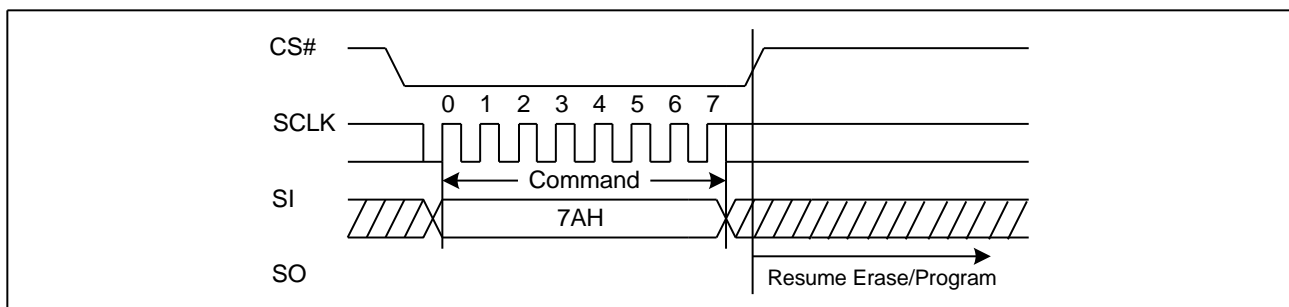 CS#
0 1 2 3 4 5 6 7
SCLK
Command
SI
7AH
SO
Resume Erase/Program